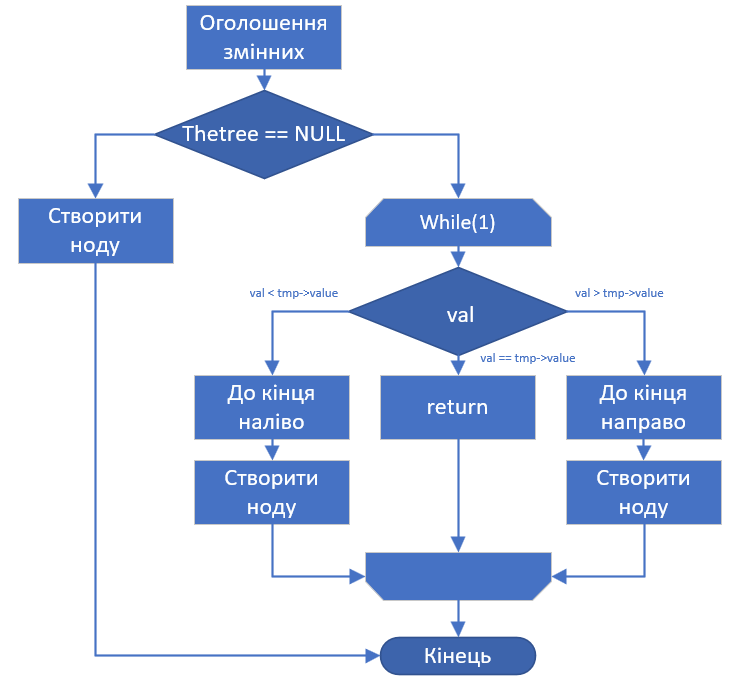 Оголошення
змінних
Thetree == NULL
Створити
ноду
While(1)
val < tmp->value
val > tmp->value
val
val == tmp->value
До кінця
наліво
return
До кінця
направо
Створити
ноду
Створити
ноду
Кінець